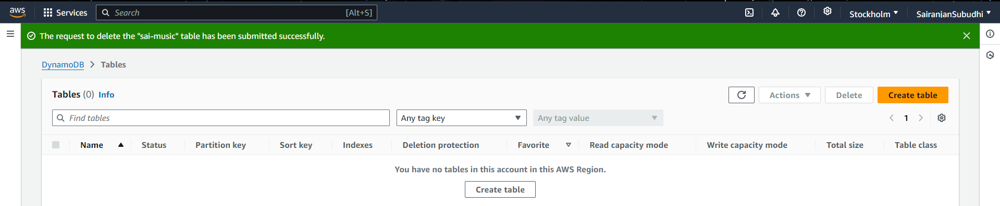 aws Services Search [Alt+S] Stockholm SairanjanSubudhi
The request to delete the "sai-music" table has been submitted successfully.
DynamoDB Tables
Tables (0) Info Actions Delete Create table
Find tables Any tag key Any tag value 1
Name Status Partition key Sort key Indexes Deletion protection Favorite Read capacity mode Write capacity mode Total size Table class
You have no tables in this account in this AWS Region.
Create table